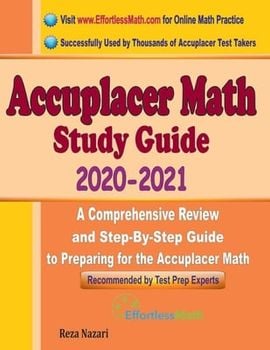 Visit www.EffortlessMath.com for Online Math Practice
Successfully Used by Thousands of Accuplacer Test Takers
Accuplacer Math
Study Guide
2020-2021
A Comprehensive Review
and Step-By-Step Guide
to Preparing for the Accuplacer Math
Recommended by Test Prep Experts
EffortlessMath
Reza Nazari